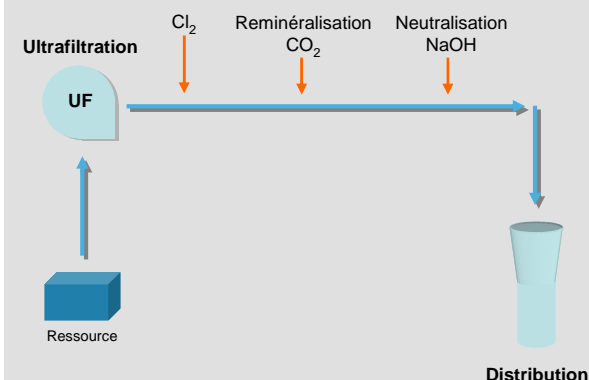 Cl₂
Reminéralisation
CO₂
Neutralisation
NaOH
Ultrafiltration
UF
Ressource
Distribution